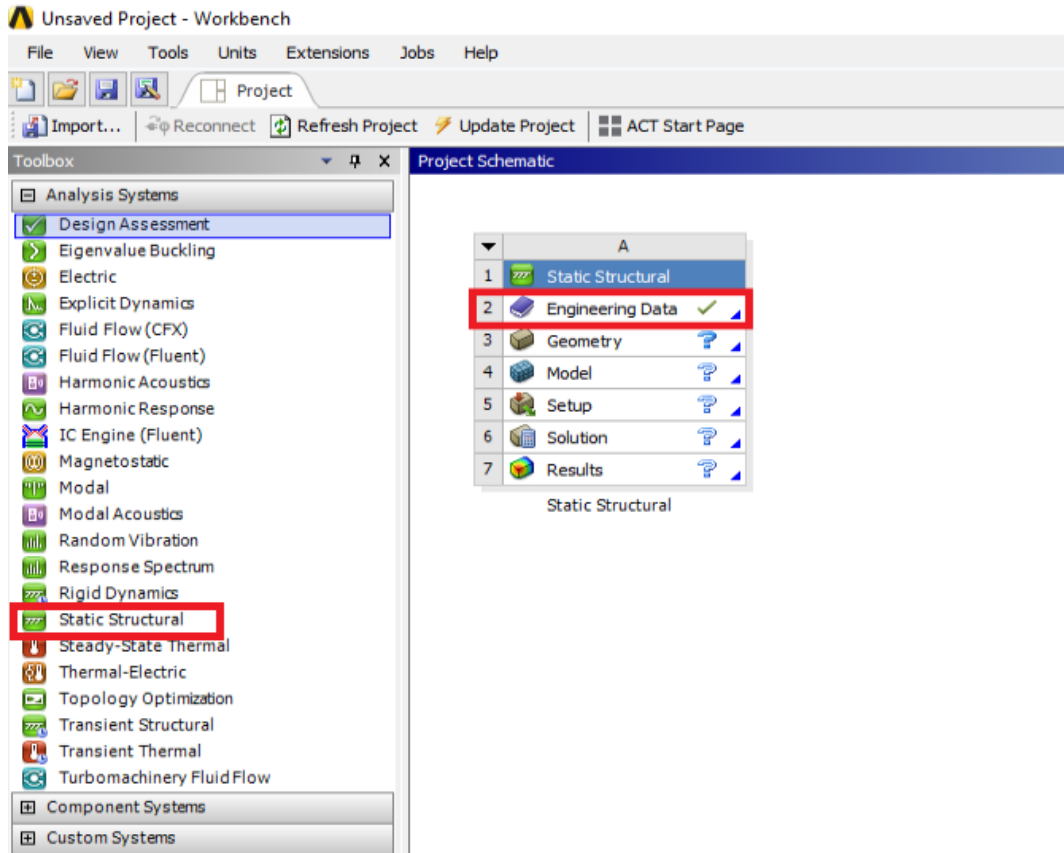 Unsaved Project - Workbench
File View Tools Units Extensions Jobs Help
Project
Import... Reconnect Refresh Project Update Project ACT Start Page
Toolbox
Project Schematic
Analysis Systems
Design Assessment
Eigenvalue Buckling
Electric
Explicit Dynamics
Fluid Flow (CFX)
Fluid Flow (Fluent)
Harmonic Acoustics
Harmonic Response
IC Engine (Fluent)
Magnetostatic
Modal
Modal Acoustics
Random Vibration
Response Spectrum
Rigid Dynamics
Static Structural
Steady-State Thermal
Thermal-Electric
Topology Optimization
Transient Structural
Transient Thermal
Turbomachinery Fluid Flow
Component Systems
Custom Systems
A
1 Static Structural
2 Engineering Data
3 Geometry
4 Model
5 Setup
6 Solution
7 Results
Static Structural